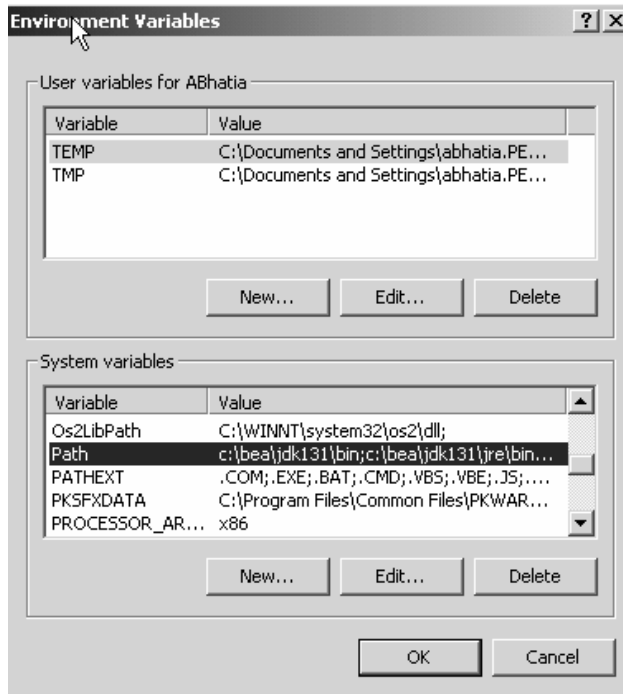 Environment Variables
User variables for ABhatia
Variable Value
TEMP C:\Documents and Settings\abhatia.PE...
TMP C:\Documents and Settings\abhatia.PE...
New... Edit... Delete
System variables
Variable Value
Os2LibPath C:\WINNT\system32\os2\dll;
Path c:\bea\jdk131\bin;c:\bea\jdk131\jre\bin...
PATHEXT .COM;.EXE;.BAT;.CMD;.VBS;.VBE;.JS;....
PKSFXDATA C:\Program Files\Common Files\PKWAR...
PROCESSOR_AR... x86
New... Edit... Delete
OK Cancel